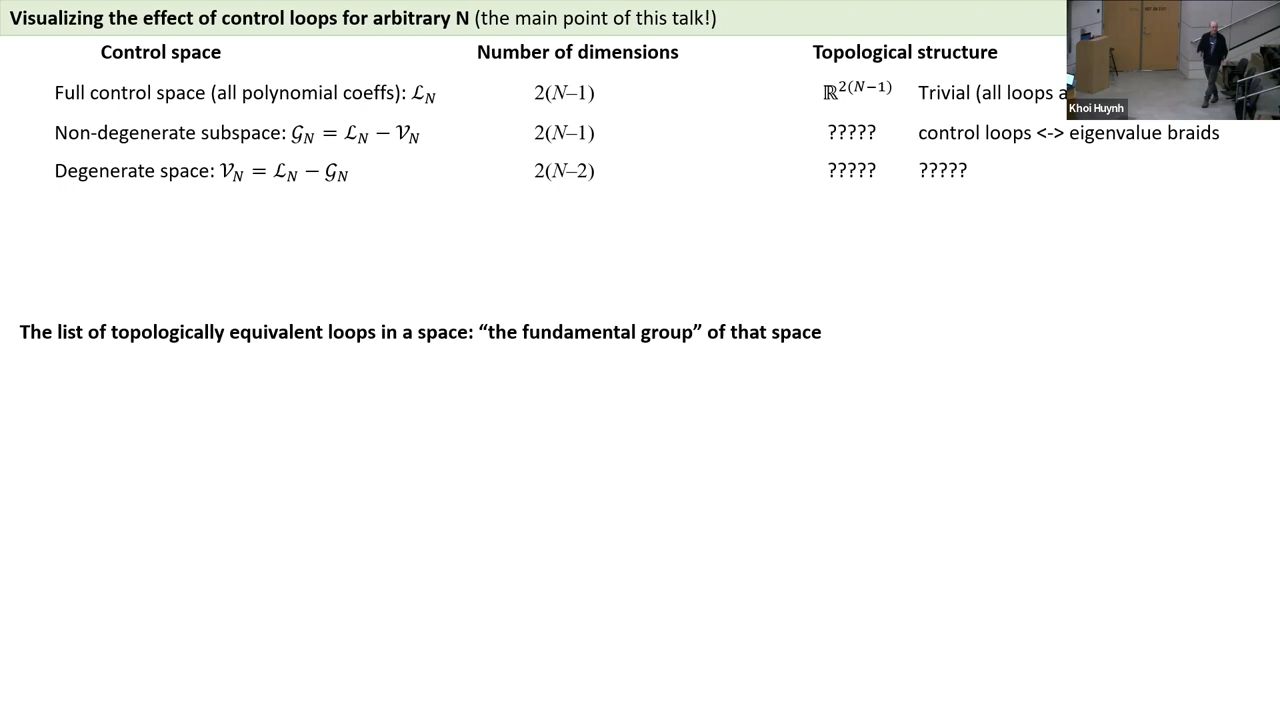 Visualizing the effect of control loops for arbitrary N (the main point of this talk!)
Control space Number of dimensions Topological structure
Full control space (all polynomial coeffs): ℒ_N 2(N–1) ℝ^{2(N−1)} Trivial (all loops a
Khoi Huynh
Non-degenerate subspace: 𝒢_N = ℒ_N − 𝒱_N 2(N–1) ????? control loops <-> eigenvalue braids
Degenerate space: 𝒱_N = ℒ_N − 𝒢_N 2(N–2) ????? ?????
The list of topologically equivalent loops in a space: “the fundamental group” of that space